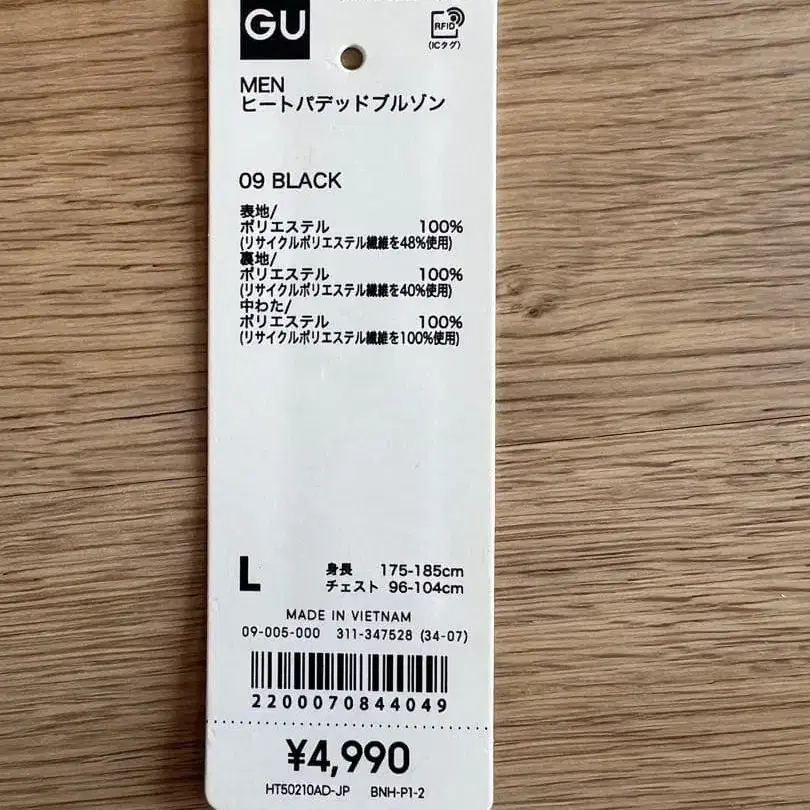 GU
RFID
(ICタグ)
MEN
ヒートパデッドブルゾン
09 BLACK
表地/
ポリエステル 100%
(リサイクルポリエステル繊維を48%使用)
裏地/
ポリエステル 100%
(リサイクルポリエステル繊維を40%使用)
中わた/
ポリエステル 100%
(リサイクルポリエステル繊維を100%使用)
L 身長 175-185cm
チェスト 96-104cm
MADE IN VIETNAM
09-005-000 311-347528 (34-07)
2200070844049
¥4,990
HT50210AD-JP BNH-P1-2